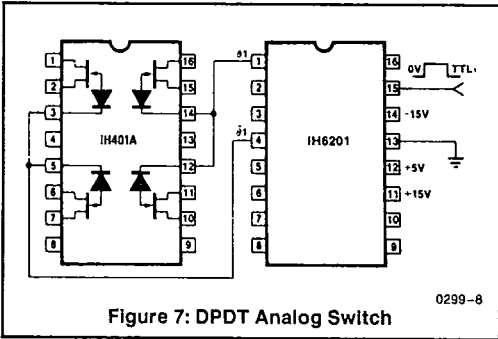 1 16 ϑ1 1 16 0V TTL
2 15 2 15
3 14 3 14 -15V
4 13 ϑ̄1 4 13
IH401A IH6201
5 12 5 12 +5V
6 11 6 11 +15V
7 10 7 10
8 9 8 9
0299-8
Figure 7: DPDT Analog Switch